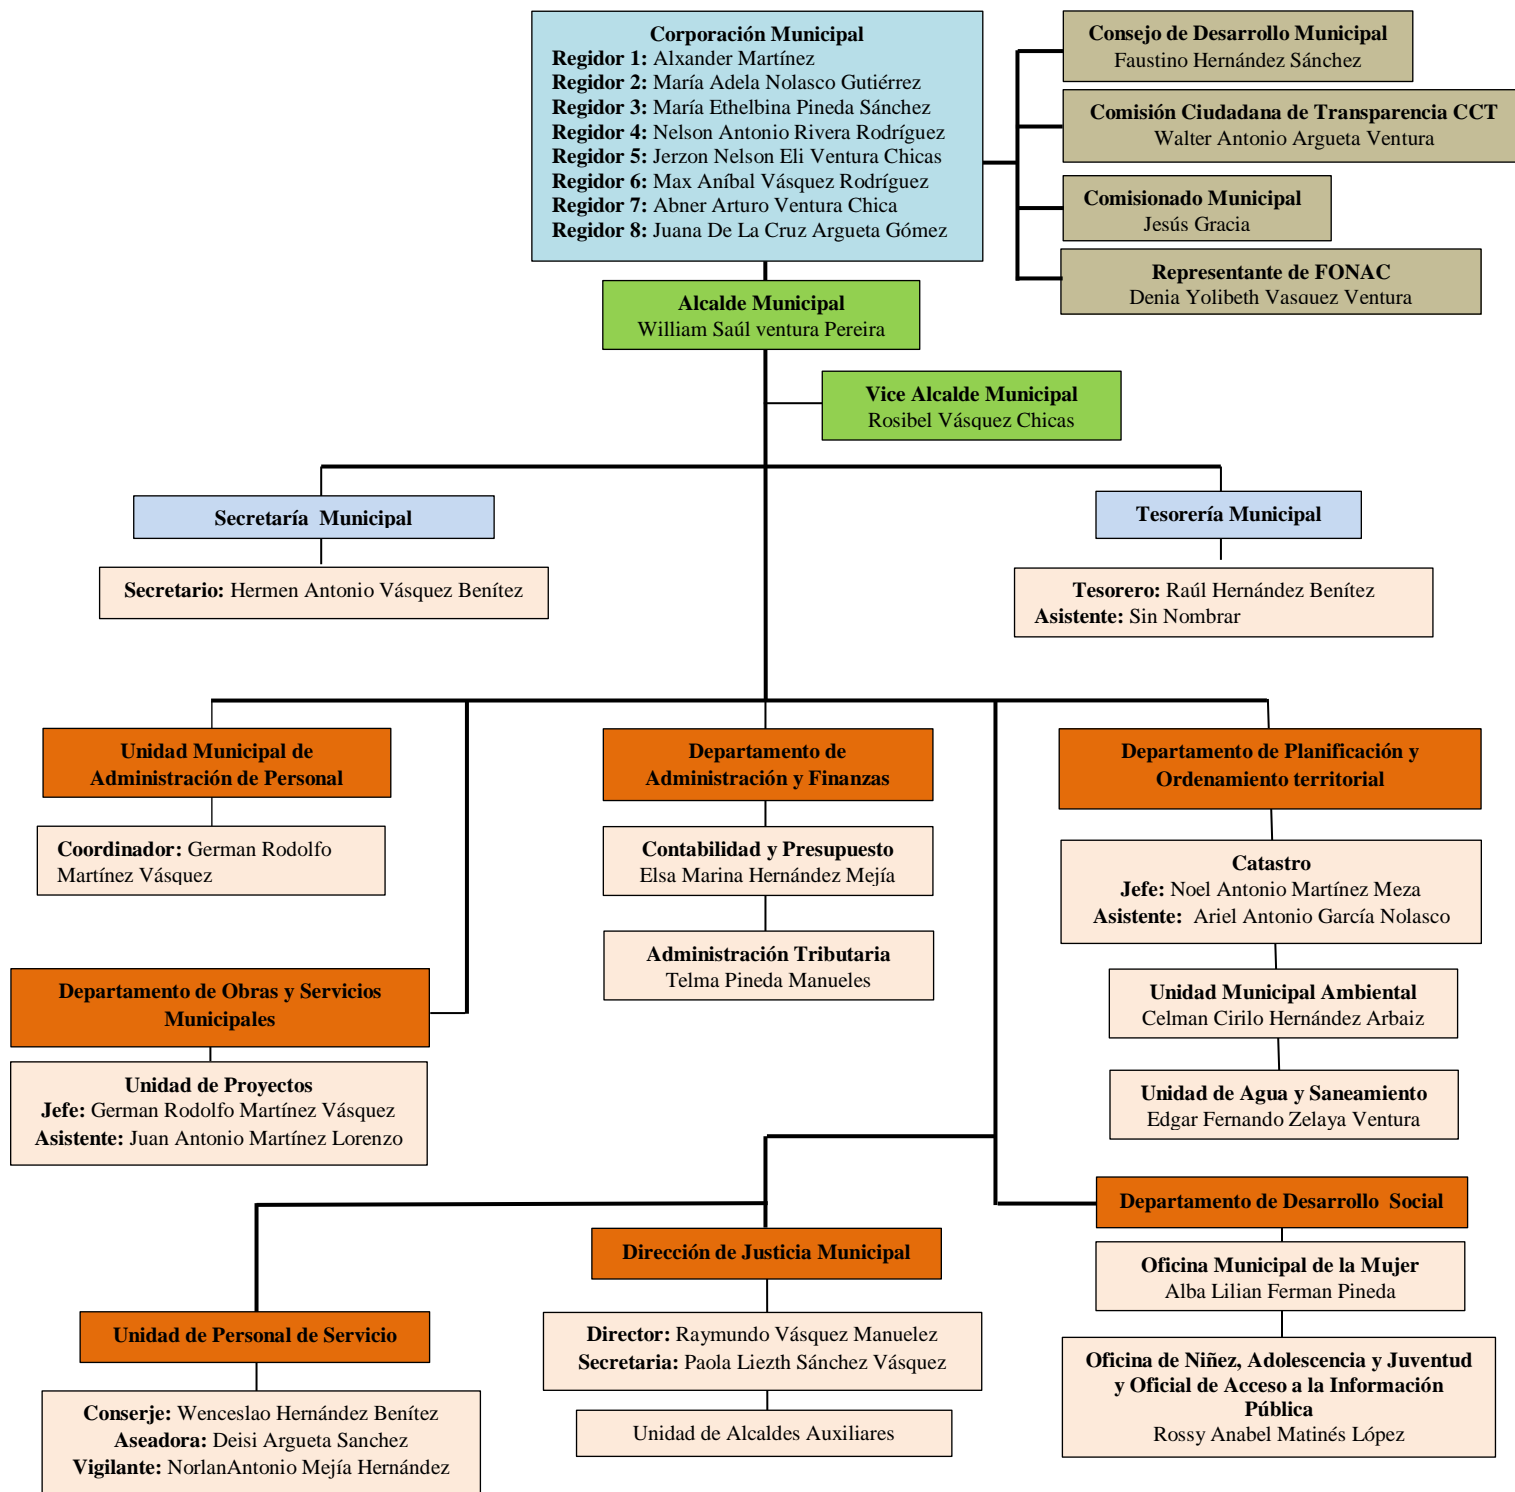 Corporación Municipal
Regidor 1: Alxander Martínez
Regidor 2: María Adela Nolasco Gutiérrez
Regidor 3: María Ethelbina Pineda Sánchez
Regidor 4: Nelson Antonio Rivera Rodríguez
Regidor 5: Jerzon Nelson Eli Ventura Chicas
Regidor 6: Max Aníbal Vásquez Rodríguez
Regidor 7: Abner Arturo Ventura Chica
Regidor 8: Juana De La Cruz Argueta Gómez
Consejo de Desarrollo Municipal
Faustino Hernández Sánchez
Comisión Ciudadana de Transparencia CCT
Walter Antonio Argueta Ventura
Comisionado Municipal
Jesús Gracia
Representante de FONAC
Denia Yolibeth Vasquez Ventura
Alcalde Municipal
William Saúl ventura Pereira
Vice Alcalde Municipal
Rosibel Vásquez Chicas
Secretaría Municipal
Secretario: Hermen Antonio Vásquez Benítez
Tesorería Municipal
Tesorero: Raúl Hernández Benítez
Asistente: Sin Nombrar
Unidad Municipal de
Administración de Personal
Coordinador: German Rodolfo
Martínez Vásquez
Departamento de
Administración y Finanzas
Contabilidad y Presupuesto
Elsa Marina Hernández Mejía
Administración Tributaria
Telma Pineda Manueles
Departamento de Planificación y
Ordenamiento territorial
Catastro
Jefe: Noel Antonio Martínez Meza
Asistente: Ariel Antonio García Nolasco
Unidad Municipal Ambiental
Celman Cirilo Hernández Arbaiz
Unidad de Agua y Saneamiento
Edgar Fernando Zelaya Ventura
Departamento de Obras y Servicios
Municipales
Unidad de Proyectos
Jefe: German Rodolfo Martínez Vásquez
Asistente: Juan Antonio Martínez Lorenzo
Departamento de Desarrollo Social
Oficina Municipal de la Mujer
Alba Lilian Ferman Pineda
Oficina de Niñez, Adolescencia y Juventud
y Oficial de Acceso a la Información
Pública
Rossy Anabel Matinés López
Dirección de Justicia Municipal
Director: Raymundo Vásquez Manuelez
Secretaria: Paola Liezth Sánchez Vásquez
Unidad de Alcaldes Auxiliares
Unidad de Personal de Servicio
Conserje: Wenceslao Hernández Benítez
Aseadora: Deisi Argueta Sanchez
Vigilante: NorlanAntonio Mejía Hernández